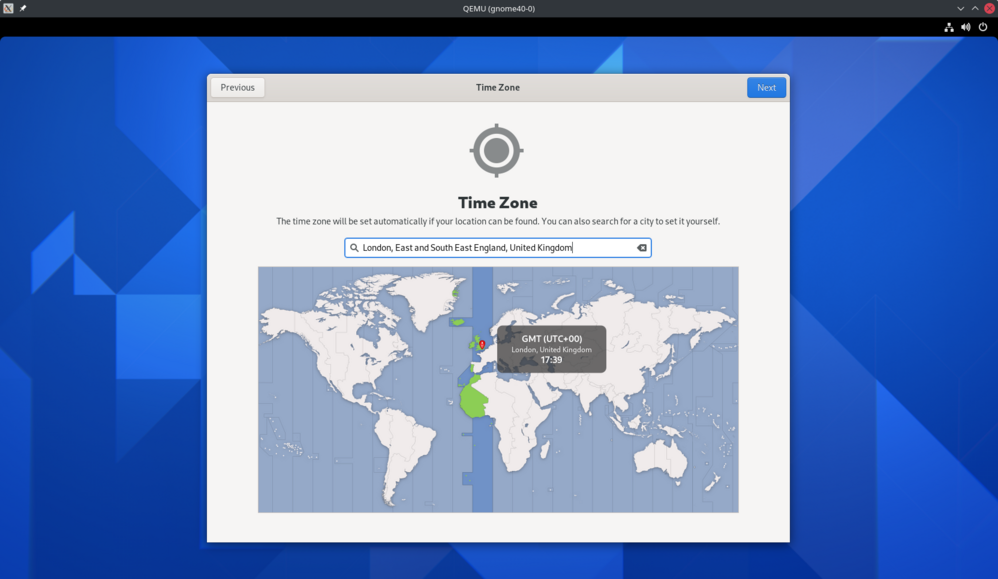 QEMU (gnome40-0)
Previous
Time Zone
Next
Time Zone
The time zone will be set automatically if your location can be found. You can also search for a city to set it yourself.
London, East and South East England, United Kingdom
GMT (UTC+00)
London, United Kingdom
17:39